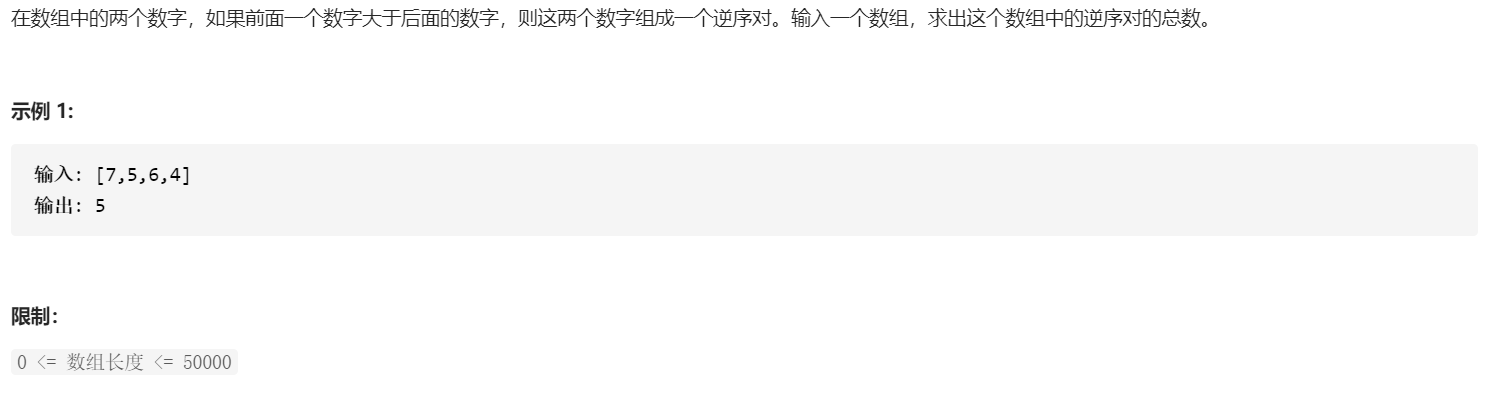 在数组中的两个数字，如果前面一个数字大于后面的数字，则这两个数字组成一个逆序对。输入一个数组，求出这个数组中的逆序对的总数。
示例 1:
输入: [7,5,6,4]
输出: 5
限制：
0 <= 数组长度 <= 50000